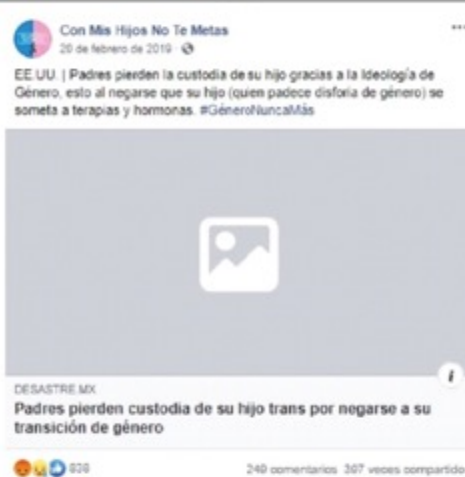 Con Mis Hijos No Te Metas
20 de febrero de 2019 ·
EE.UU. | Padres pierden la custodia de su hijo gracias a la Ideología de
Género, esto al negarse que su hijo (quien padece disforia de género) se
someta a terapias y hormonas. #GéneroNuncaMás
i
DESASTRE.MX
Padres pierden custodia de su hijo trans por negarse a su
transición de género
comentarios 307 veces compartido